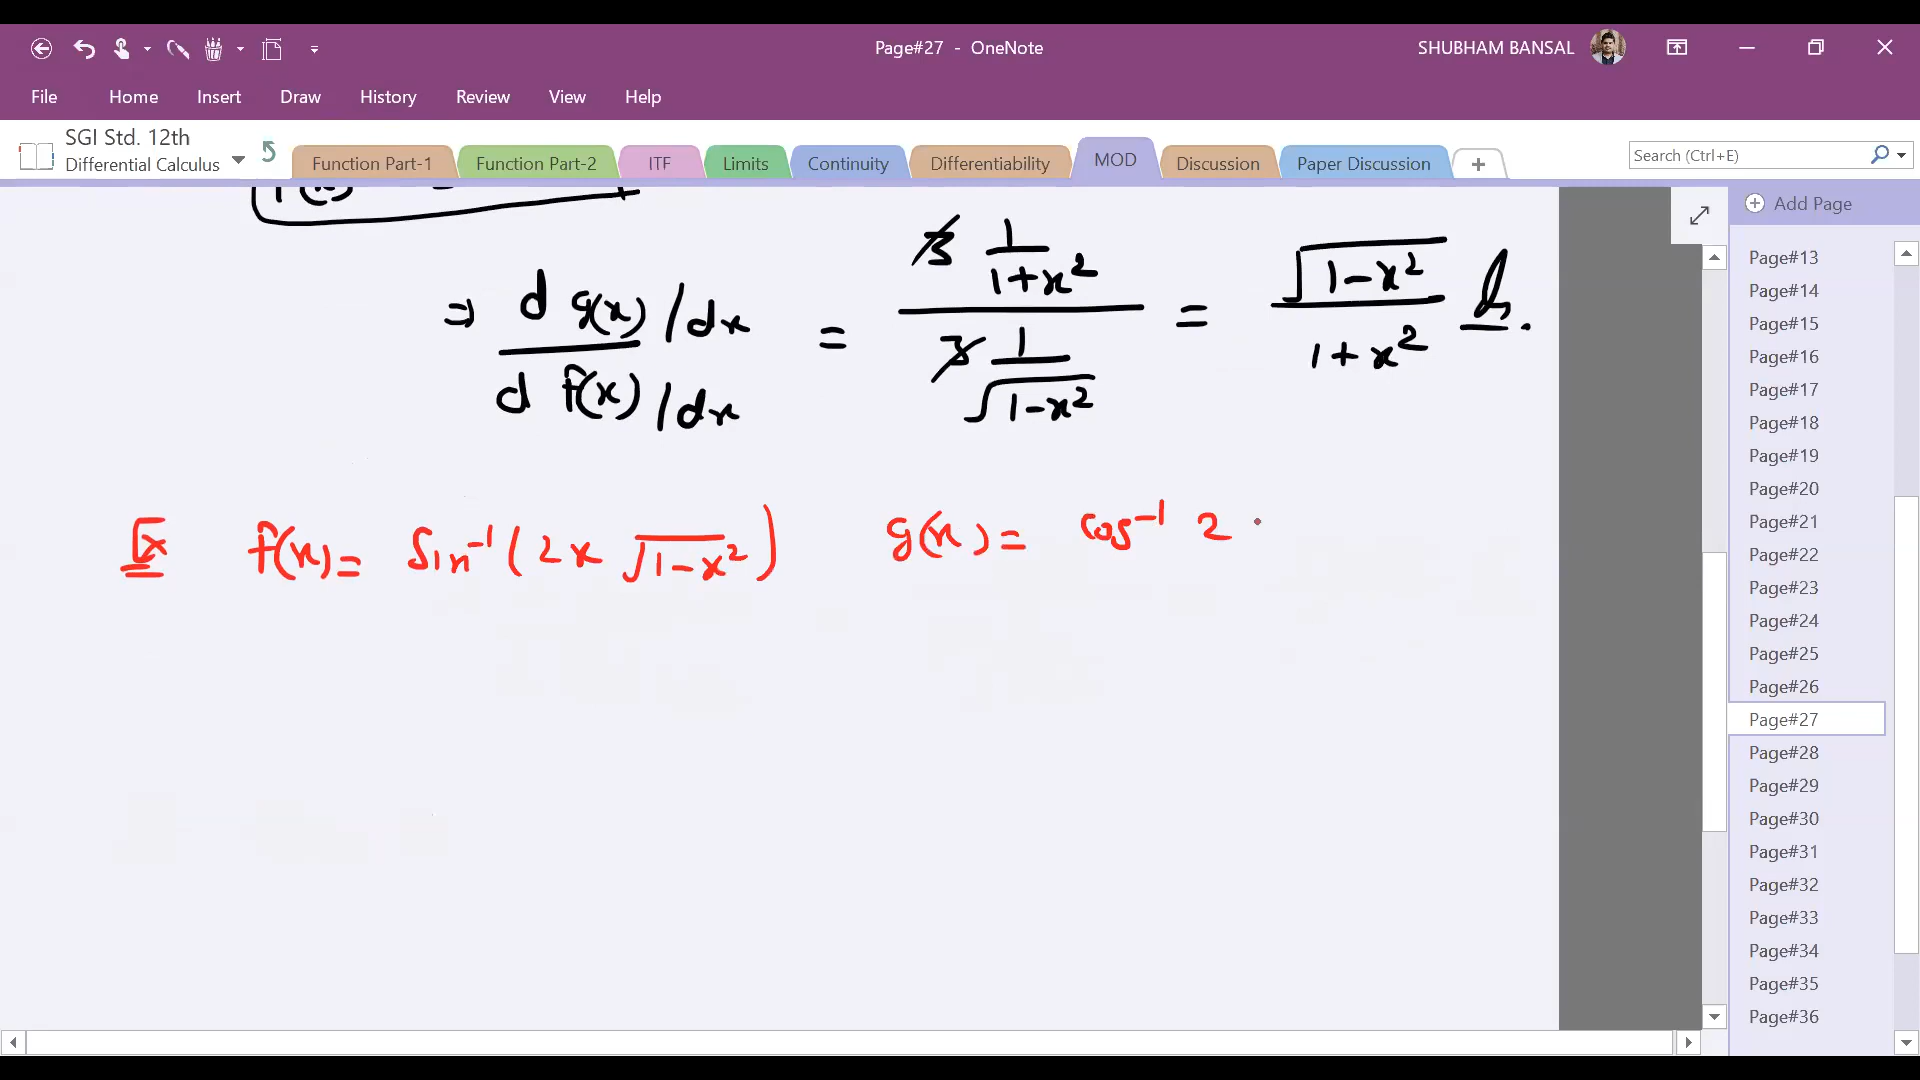 Page#27 - OneNote
SHUBHAM BANSAL
File Home Insert Draw History Review View Help
SGI Std. 12th
Differential Calculus
Function Part-1 Function Part-2 ITF Limits Continuity Differentiability MOD Discussion Paper Discussion +
Search (Ctrl+E)
Add Page
Page#13
Page#14
Page#15
Page#16
Page#17
Page#18
Page#19
Page#20
Page#21
Page#22
Page#23
Page#24
Page#25
Page#26
Page#27
Page#28
Page#29
Page#30
Page#31
Page#32
Page#33
Page#34
Page#35
Page#36
⇒ (d g(x)/dx) / (d f(x)/dx) = (3 1/(1+x²)) / (3 1/√(1-x²)) = √(1-x²) / (1+x²)
Ex f(x) = sin⁻¹(2x √(1-x²)) g(x) = cos⁻¹ 2